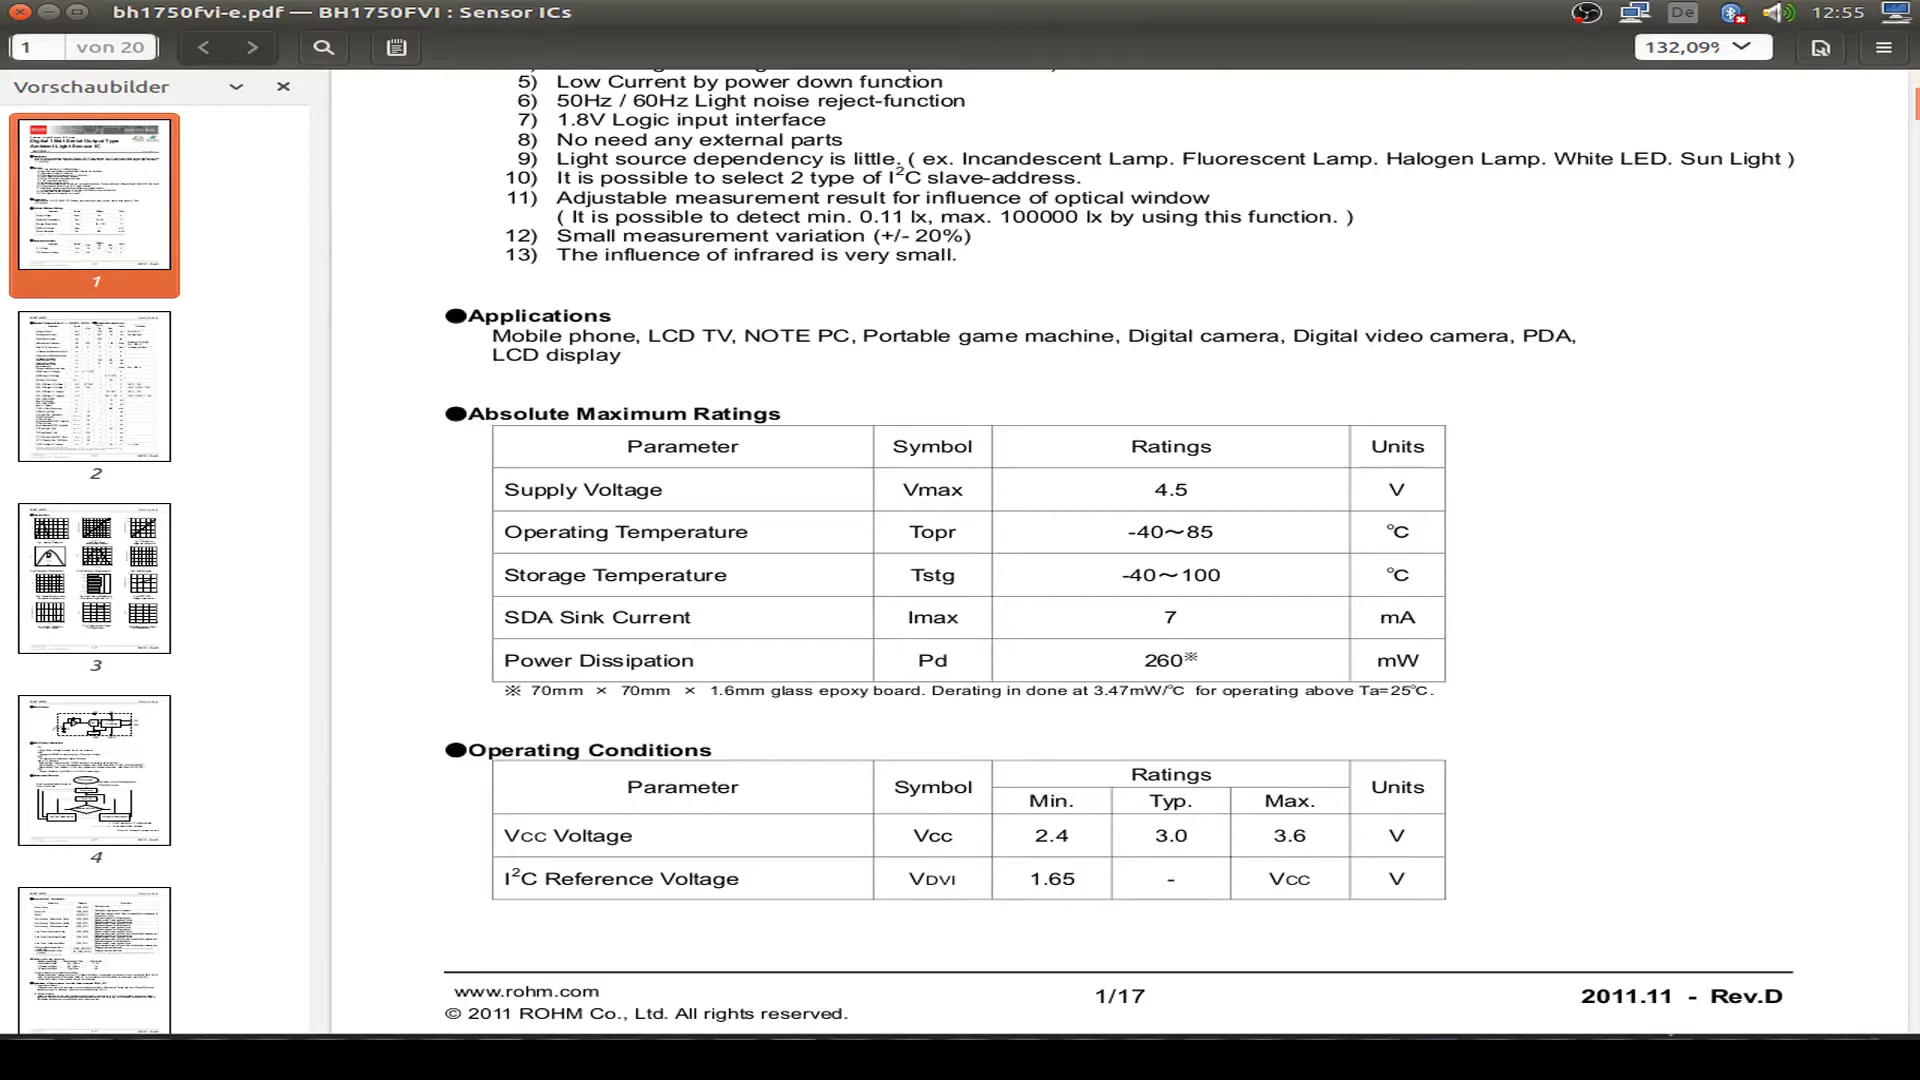 bh1750fvi-e.pdf — BH1750FVI : Sensor ICs
De
12:55
1 von 20
132,09%
Vorschaubilder
1
2
3
4
5) Low Current by power down function
6) 50Hz / 60Hz Light noise reject-function
7) 1.8V Logic input interface
8) No need any external parts
9) Light source dependency is little. ( ex. Incandescent Lamp. Fluorescent Lamp. Halogen Lamp. White LED. Sun Light )
10) It is possible to select 2 type of I²C slave-address.
11) Adjustable measurement result for influence of optical window
( It is possible to detect min. 0.11 lx, max. 100000 lx by using this function. )
12) Small measurement variation (+/- 20%)
13) The influence of infrared is very small.
●Applications
Mobile phone, LCD TV, NOTE PC, Portable game machine, Digital camera, Digital video camera, PDA,
LCD display
●Absolute Maximum Ratings
Parameter Symbol Ratings Units
Supply Voltage Vmax 4.5 V
Operating Temperature Topr -40～85 ℃
Storage Temperature Tstg -40～100 ℃
SDA Sink Current Imax 7 mA
Power Dissipation Pd 260※ mW
※ 70mm × 70mm × 1.6mm glass epoxy board. Derating in done at 3.47mW/℃ for operating above Ta=25℃.
●Operating Conditions
Parameter Symbol Ratings Units
Min. Typ. Max.
VCC Voltage Vcc 2.4 3.0 3.6 V
I²C Reference Voltage VDVI 1.65 - VCC V
www.rohm.com
© 2011 ROHM Co., Ltd. All rights reserved.
1/17
2011.11 - Rev.D